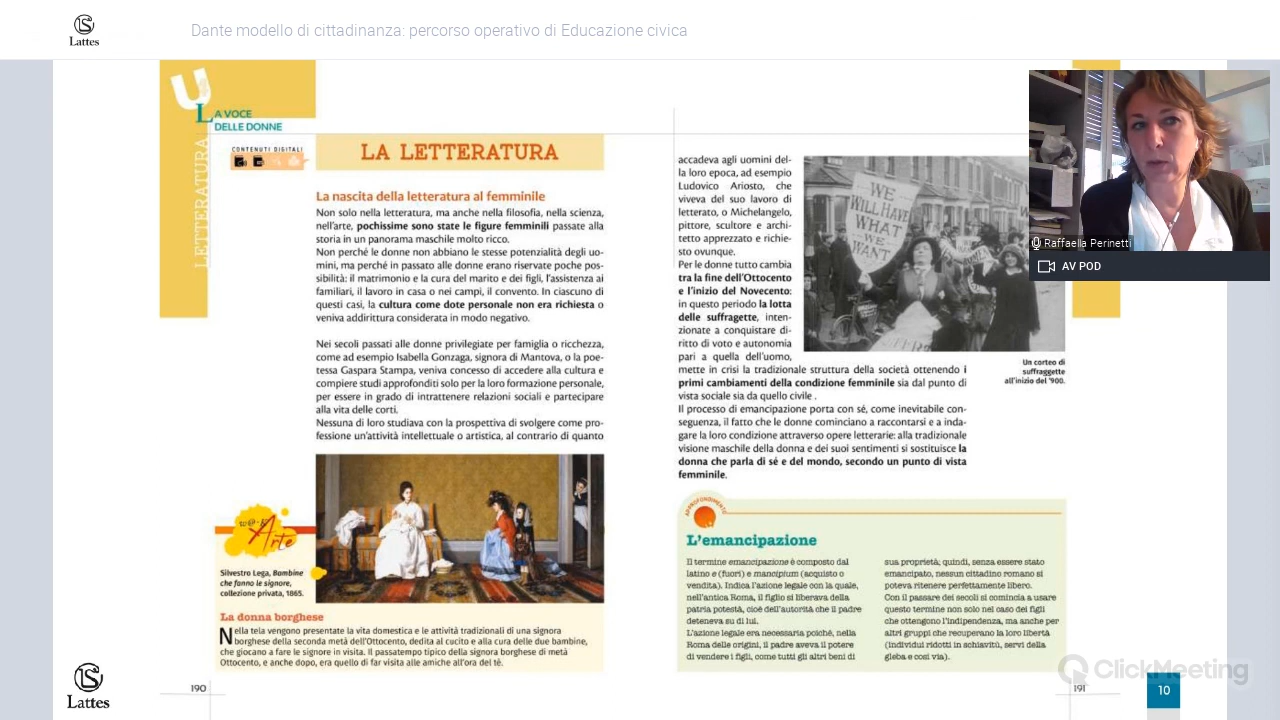 Lattes
Dante modello di cittadinanza: percorso operativo di Educazione civica
U
LA VOCE
DELLE DONNE
LETTERATURA
CONTENUTI DIGITALI
LA LETTERATURA
La nascita della letteratura al femminile
Non solo nella letteratura, ma anche nella filosofia, nella scienza,
nell'arte, pochissime sono state le figure femminili passate alla
storia in un panorama maschile molto ricco.
Non perché le donne non abbiano le stesse potenzialità degli uo-
mini, ma perché in passato alle donne erano riservate poche pos-
sibilità: il matrimonio e la cura del marito e dei figli, l'assistenza ai
familiari, il lavoro in casa o nei campi, il convento. In ciascuno di
questi casi, la cultura come dote personale non era richiesta o
veniva addirittura considerata in modo negativo.
Nei secoli passati alle donne privilegiate per famiglia o ricchezza,
come ad esempio Isabella Gonzaga, signora di Mantova, o la poe-
tessa Gaspara Stampa, veniva concesso di accedere alla cultura e
compiere studi approfonditi solo per la loro formazione personale,
per essere in grado di intrattenere relazioni sociali e partecipare
alla vita delle corti.
Nessuna di loro studiava con la prospettiva di svolgere come pro-
fessione un'attività intellettuale o artistica, al contrario di quanto
Arte
Silvestro Lega, Bambine
che fanno le signore,
collezione privata, 1865.
La donna borghese
Nella tela vengono presentate la vita domestica e le attività tradizionali di una signora
borghese della seconda metà dell'Ottocento, dedita al cucito e alla cura delle due bambine,
che giocano a fare le signore in visita. Il passatempo tipico della signora borghese di metà
Ottocento, e anche dopo, era quello di far visita alle amiche all'ora del tè.
190
accadeva agli uomini del-
la loro epoca, ad esempio
Ludovico Ariosto, che
viveva del suo lavoro di
letterato, o Michelangelo,
pittore, scultore e archi-
tetto apprezzato e richie-
sto ovunque.
Per le donne tutto cambia
tra la fine dell'Ottocento
e l'inizio del Novecento:
in questo periodo la lotta
delle suffragette, inten-
zionate a conquistare di-
ritto di voto e autonomia
pari a quella dell'uomo,
mette in crisi la tradizionale struttura della società ottenendo i
primi cambiamenti della condizione femminile sia dal punto di
vista sociale sia da quello civile .
Il processo di emancipazione porta con sé, come inevitabile con-
seguenza, il fatto che le donne cominciano a raccontarsi e a inda-
gare la loro condizione attraverso opere letterarie: alla tradizionale
visione maschile della donna e dei suoi sentimenti si sostituisce la
donna che parla di sé e del mondo, secondo un punto di vista
femminile.
WE
WILL HAVE
WHAT
WE
WANT
Un corteo di
suffraggette
all'inizio del '900.
APPROFONDIMENTO
L'emancipazione
Il termine emancipazione è composto dal
latino e (fuori) e mancipium (acquisto o
vendita). Indica l'azione legale con la quale,
nell'antica Roma, il figlio si liberava della
patria potestà, cioè dell'autorità che il padre
deteneva su di lui.
L'azione legale era necessaria poiché, nella
Roma delle origini, il padre aveva il potere
di vendere i figli, come tutti gli altri beni di
sua proprietà; quindi, senza essere stato
emancipato, nessun cittadino romano si
poteva ritenere perfettamente libero.
Con il passare dei secoli si comincia a usare
questo termine non solo nel caso dei figli
che ottengono l'indipendenza, ma anche per
altri gruppi che recuperano la loro libertà
(individui ridotti in schiavitù, servi della
gleba e così via).
191
Raffaella Perinetti
AV POD
Lattes
ClickMeeting
10